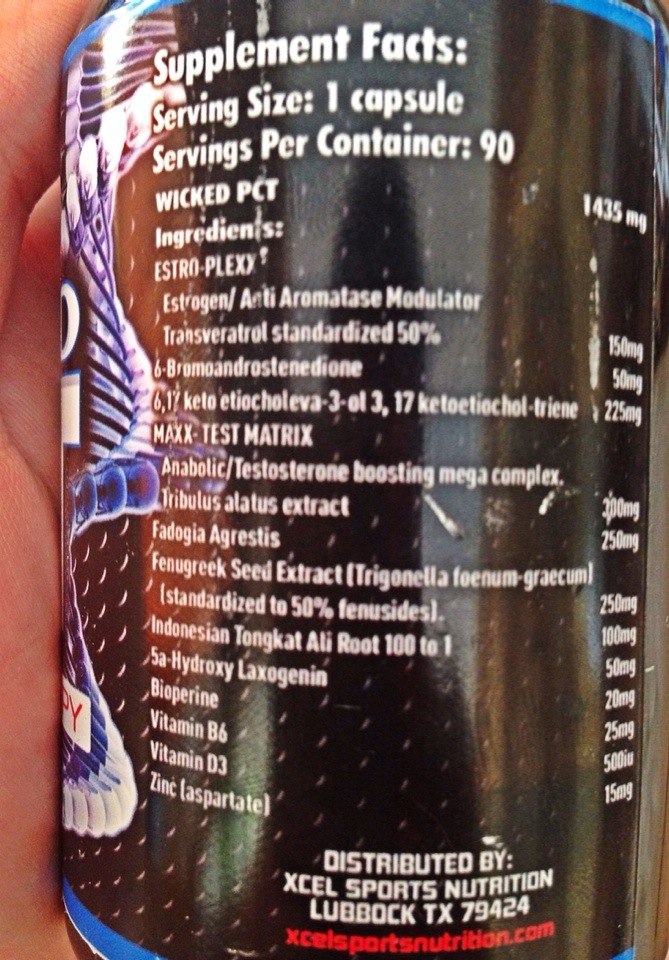 Supplement Facts:
Serving Size: 1 capsule
Servings Per Container: 90
WICKED PCT 1435 mg
Ingredients:
ESTRO-PLEXX
Estrogen/ Anti Aromatase Modulator
Transveratrol standardized 50% 150mg
6-Bromoandrostenedione 50mg
6,17 keto etiocholeva-3-ol 3, 17 ketoetiochol-triene 225mg
MAXX- TEST MATRIX
Anabolic/Testosterone boosting mega complex.
Tribulus alatus extract 300mg
Fadogia Agrestis 250mg
Fenugreek Seed Extract (Trigonella foenum-graecum)
(standardized to 50% fenusides). 250mg
Indonesian Tongkat Ali Root 100 to 1 100mg
5a-Hydroxy Laxogenin 50mg
Bioperine 20mg
Vitamin B6 25mg
Vitamin D3 500iu
Zinc (aspartate) 15mg
DISTRIBUTED BY:
XCEL SPORTS NUTRITION
LUBBOCK TX 79424
xcelsportsnutrition.com